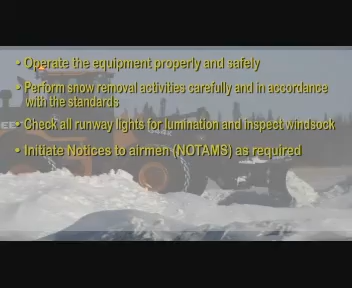 • Operate the equipment properly and safely
• Perform snow removal activities carefully and in accordance
with the standards
• Check all runway lights for lumination and inspect windsock
• Initiate Notices to airmen (NOTAMS) as required